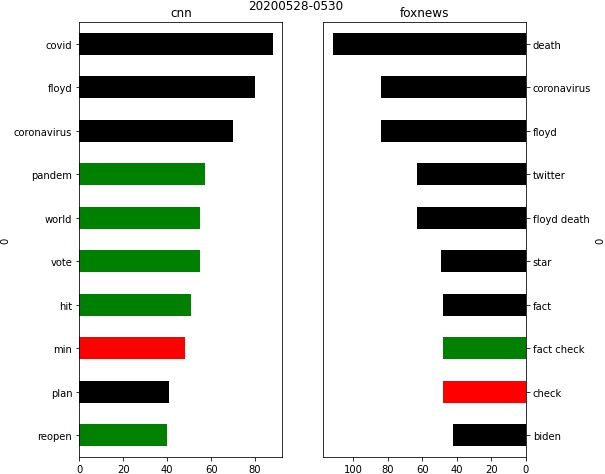 20200528-0530
cnn
foxnews
covid
floyd
coronavirus
pandem
world
vote
hit
min
plan
reopen
0
0 20 40 60 80
death
coronavirus
floyd
twitter
floyd death
star
fact
fact check
check
biden
0
100 80 60 40 20 0